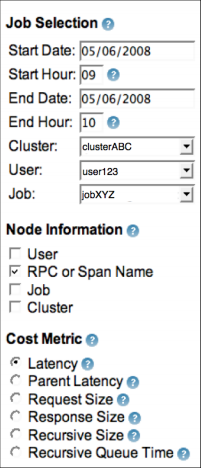 Job Selection ?
Start Date: 05/06/2008
Start Hour: 09 ?
End Date: 05/06/2008
End Hour: 10 ?
Cluster: clusterABC
User: user123
Job: jobXYZ
Node Information ?
User
RPC or Span Name
Job
Cluster
Cost Metric ?
Latency ?
Parent Latency ?
Request Size ?
Response Size ?
Recursive Size ?
Recursive Queue Time ?